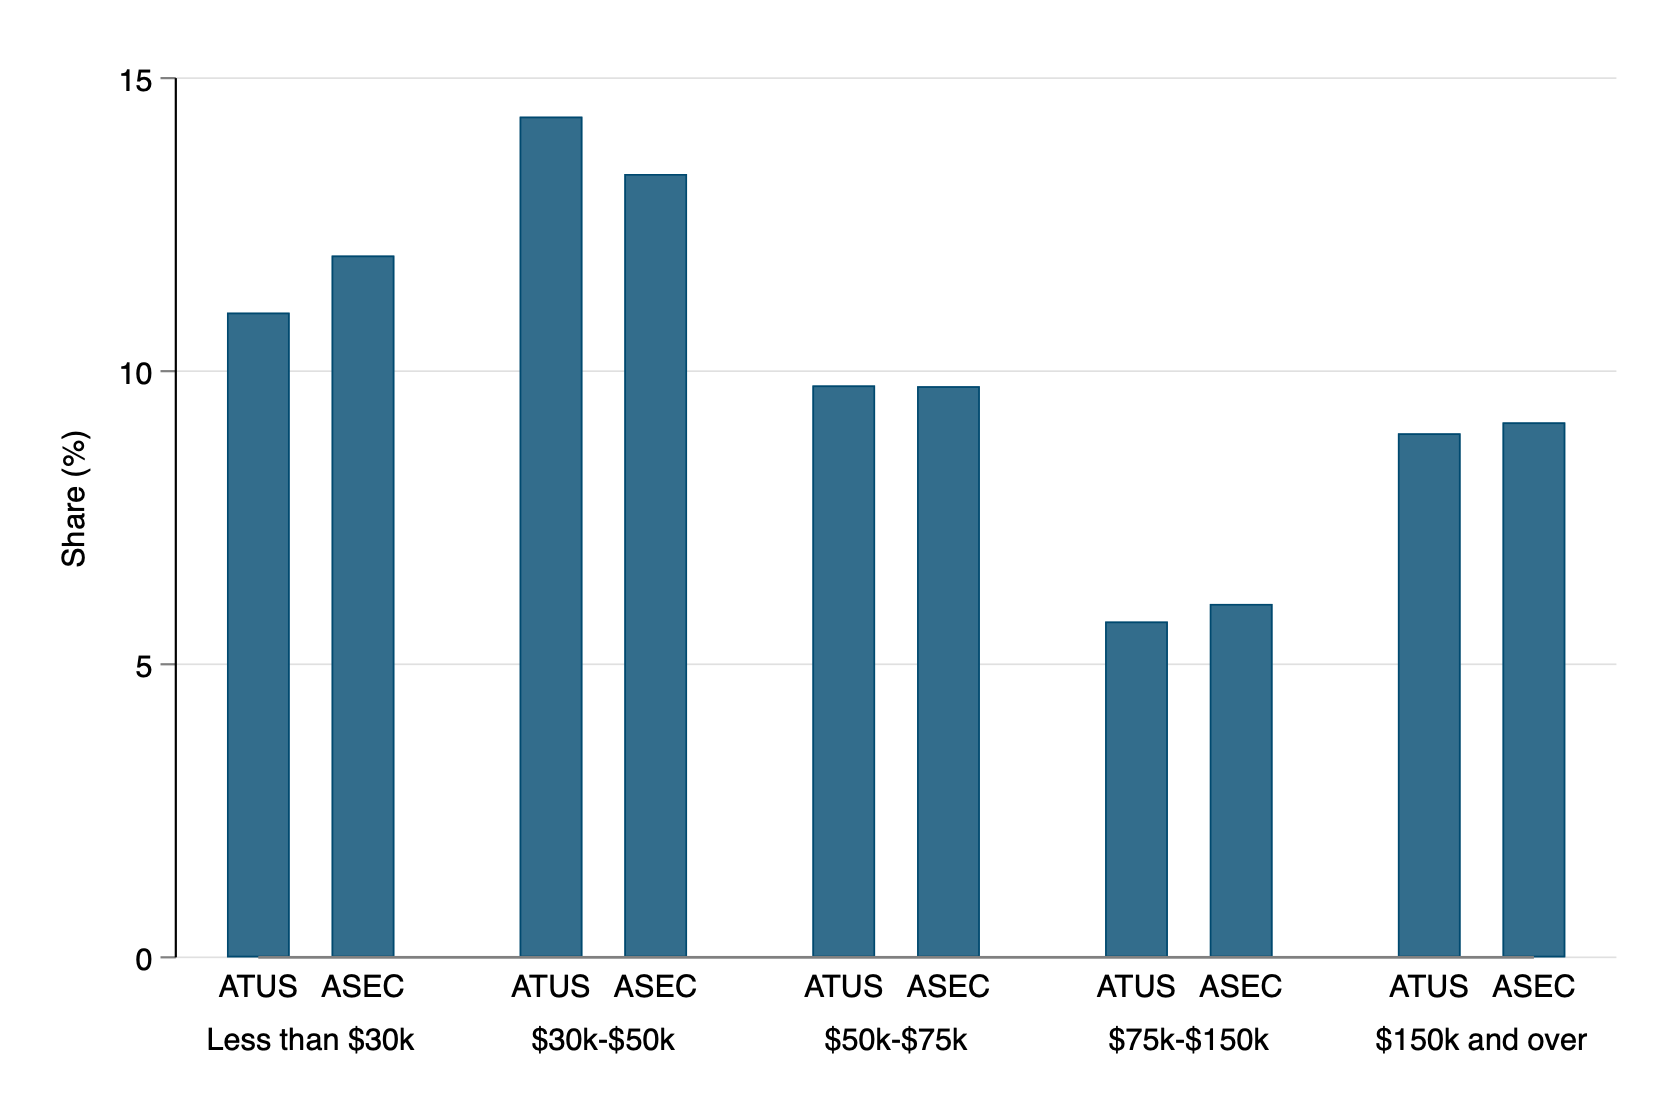 15
10
5
0
Share (%)
ATUS ASEC ATUS ASEC ATUS ASEC ATUS ASEC ATUS ASEC
Less than $30k $30k-$50k $50k-$75k $75k-$150k $150k and over